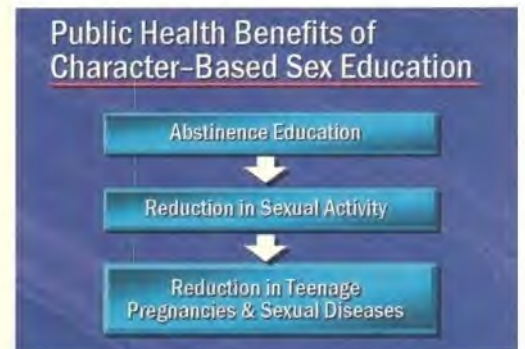 Public Health Benefits of
Character–Based Sex Education
Abstinence Education
Reduction in Sexual Activity
Reduction in Teenage
Pregnancies & Sexual Diseases